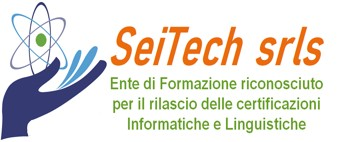 SeiTech srls
Ente di Formazione riconosciuto
per il rilascio delle certificazioni
Informatiche e Linguistiche